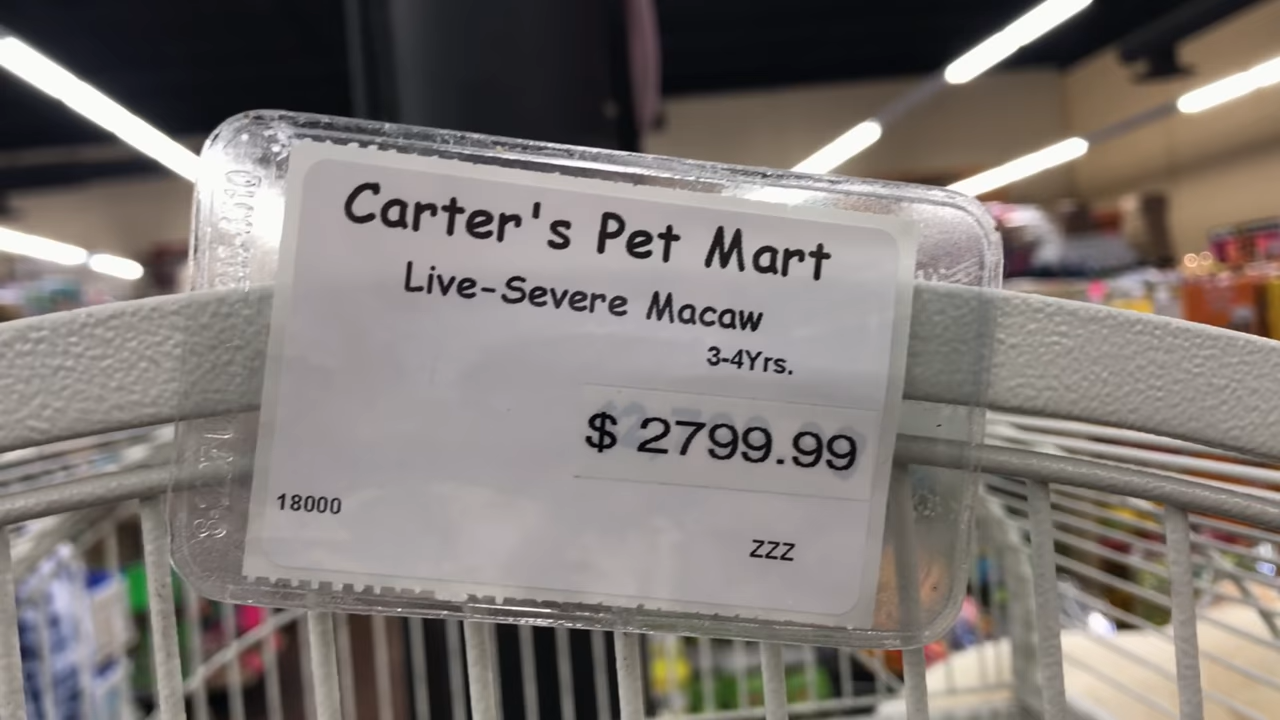 Carter's Pet Mart
Live-Severe Macaw
3-4Yrs.
$ 2799.99
18000
ZZZ